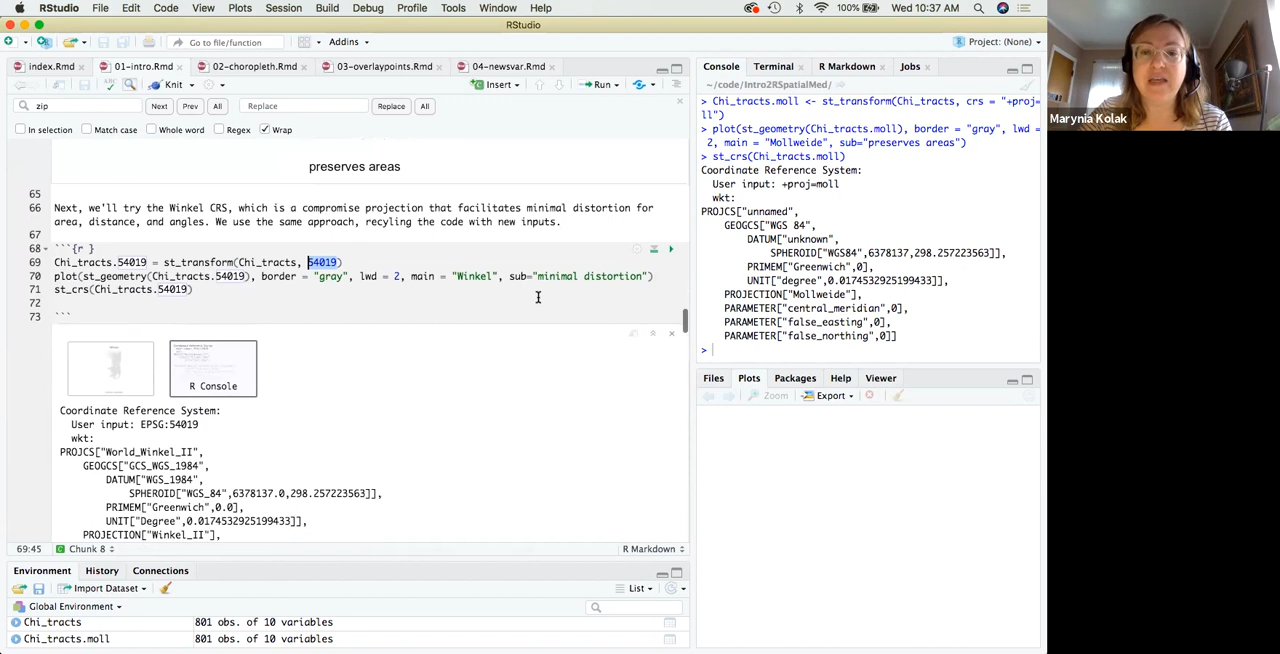 RStudio File Edit Code View Plots Session Build Debug Profile Tools Window Help 100% Wed 10:37 AM
RStudio
Go to file/function Addins Project: (None)
index.Rmd 01-intro.Rmd 02-choropleth.Rmd 03-overlaypoints.Rmd 04-newsvar.Rmd
Knit Insert Run
zip Next Prev All Replace Replace All
In selection Match case Whole word Regex Wrap
preserves areas
65
66 Next, we'll try the Winkel CRS, which is a compromise projection that facilitates minimal distortion for
area, distance, and angles. We use the same approach, recyling the code with new inputs.
67
68 ```{r }
69 Chi_tracts.54019 = st_transform(Chi_tracts, 54019)
70 plot(st_geometry(Chi_tracts.54019), border = "gray", lwd = 2, main = "Winkel", sub="minimal distortion")
71 st_crs(Chi_tracts.54019)
72
73 ```
R Console
Coordinate Reference System:
User input: EPSG:54019
wkt:
PROJCS["World_Winkel_II",
GEOGCS["GCS_WGS_1984",
DATUM["WGS_1984",
SPHEROID["WGS_84",6378137.0,298.257223563]],
PRIMEM["Greenwich",0.0],
UNIT["Degree",0.0174532925199433]],
PROJECTION["Winkel_II"],
69:45 Chunk 8 R Markdown
Environment History Connections
Import Dataset List
Global Environment
Chi_tracts 801 obs. of 10 variables
Chi_tracts.moll 801 obs. of 10 variables
Console Terminal R Markdown Jobs
~/code/Intro2RSpatialMed/
> Chi_tracts.moll <- st_transform(Chi_tracts, crs = "+proj=mo
ll")
> plot(st_geometry(Chi_tracts.moll), border = "gray", lwd =
2, main = "Mollweide", sub="preserves areas")
> st_crs(Chi_tracts.moll)
Coordinate Reference System:
User input: +proj=moll
wkt:
PROJCS["unnamed",
GEOGCS["WGS 84",
DATUM["unknown",
SPHEROID["WGS84",6378137,298.257223563]],
PRIMEM["Greenwich",0],
UNIT["degree",0.0174532925199433]],
PROJECTION["Mollweide"],
PARAMETER["central_meridian",0],
PARAMETER["false_easting",0],
PARAMETER["false_northing",0]]
>
Files Plots Packages Help Viewer
Zoom Export
Marynia Kolak